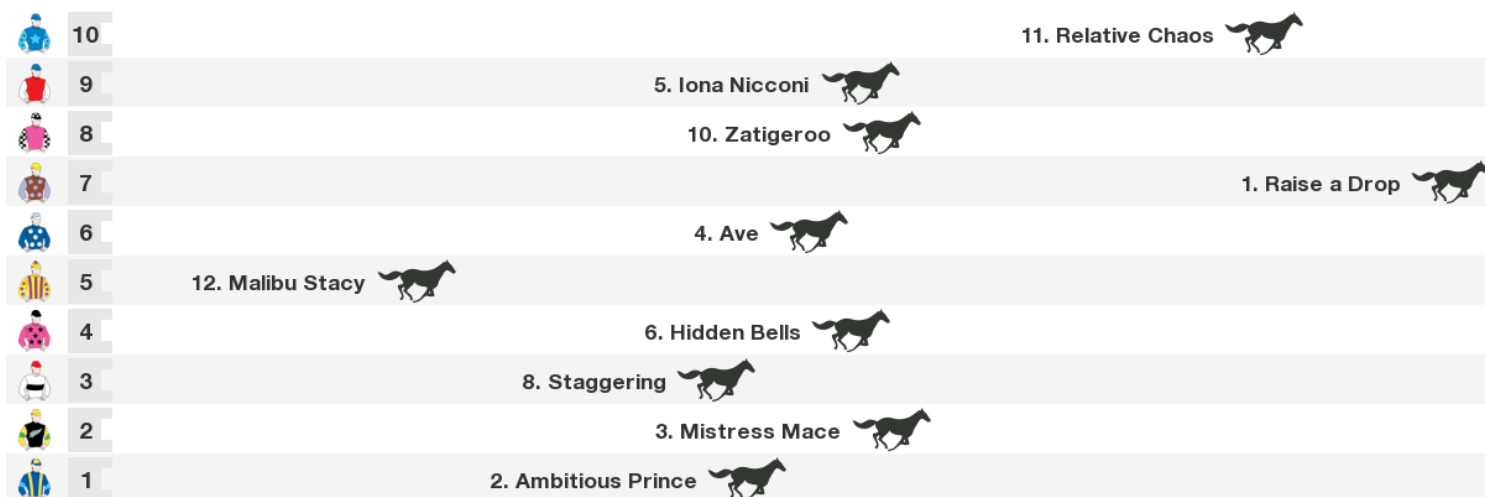 10 11. Relative Chaos
9 5. Iona Nicconi
8 10. Zatigeroo
7 1. Raise a Drop
6 4. Ave
5 12. Malibu Stacy
4 6. Hidden Bells
3 8. Staggering
2 3. Mistress Mace
1 2. Ambitious Prince